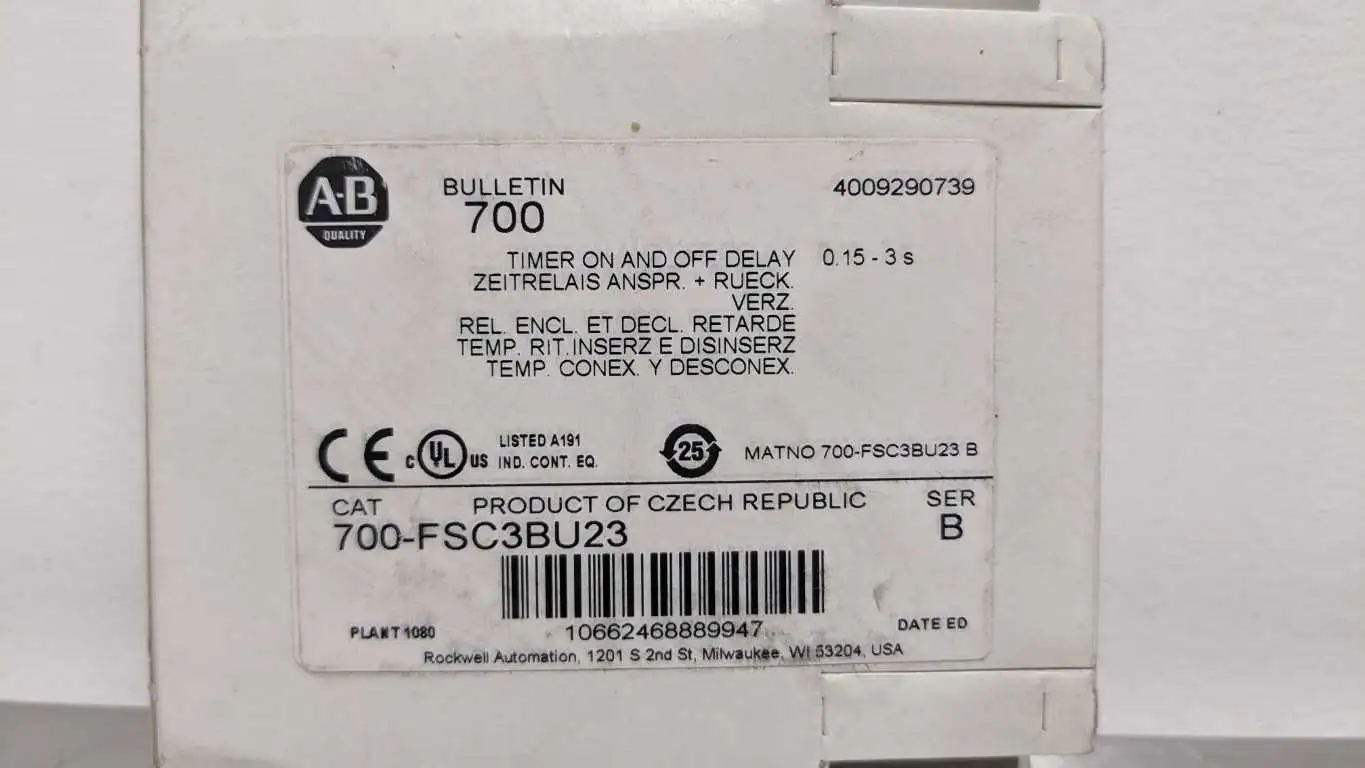 A-B
QUALITY
BULLETIN
700
4009290739
TIMER ON AND OFF DELAY 0.15 - 3 s
ZEITRELAIS ANSPR. + RUECK.
VERZ.
REL. ENCL. ET DECL. RETARDE
TEMP. RIT.INSERZ E DISINSERZ
TEMP. CONEX. Y DESCONEX.
CE c UL US LISTED A191
IND. CONT. EQ.
25
MATNO 700-FSC3BU23 B
CAT PRODUCT OF CZECH REPUBLIC SER
700-FSC3BU23 B
PLANT 1080 10662468889947 DATE ED
Rockwell Automation, 1201 S 2nd St, Milwaukee, WI 53204, USA